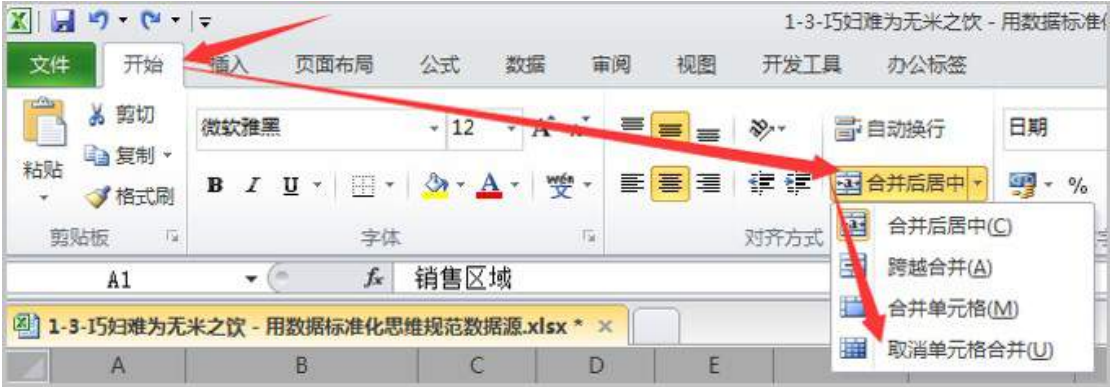 1-3-巧妇难为无米之饮 - 用数据标准
文件 开始 插入 页面布局 公式 数据 审阅 视图 开发工具 办公标签
剪切
微软雅黑 12 自动换行 日期
粘贴 复制
格式刷 B I U 合并后居中 %
剪贴板 字体 对齐方式
合并后居中(C)
跨越合并(A)
合并单元格(M)
取消单元格合并(U)
A1 fx 销售区域
1-3-巧妇难为无米之饮 - 用数据标准化思维规范数据源.xlsx *
A B C D E